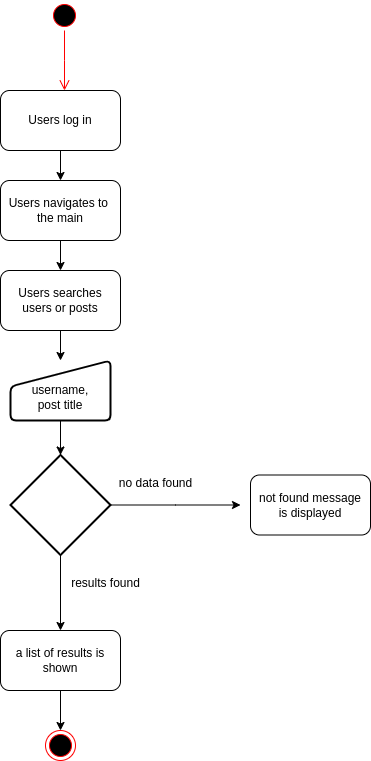 Users log in
Users navigates to
the main
Users searches
users or posts
username,
post title
no data found
not found message
is displayed
results found
a list of results is
shown